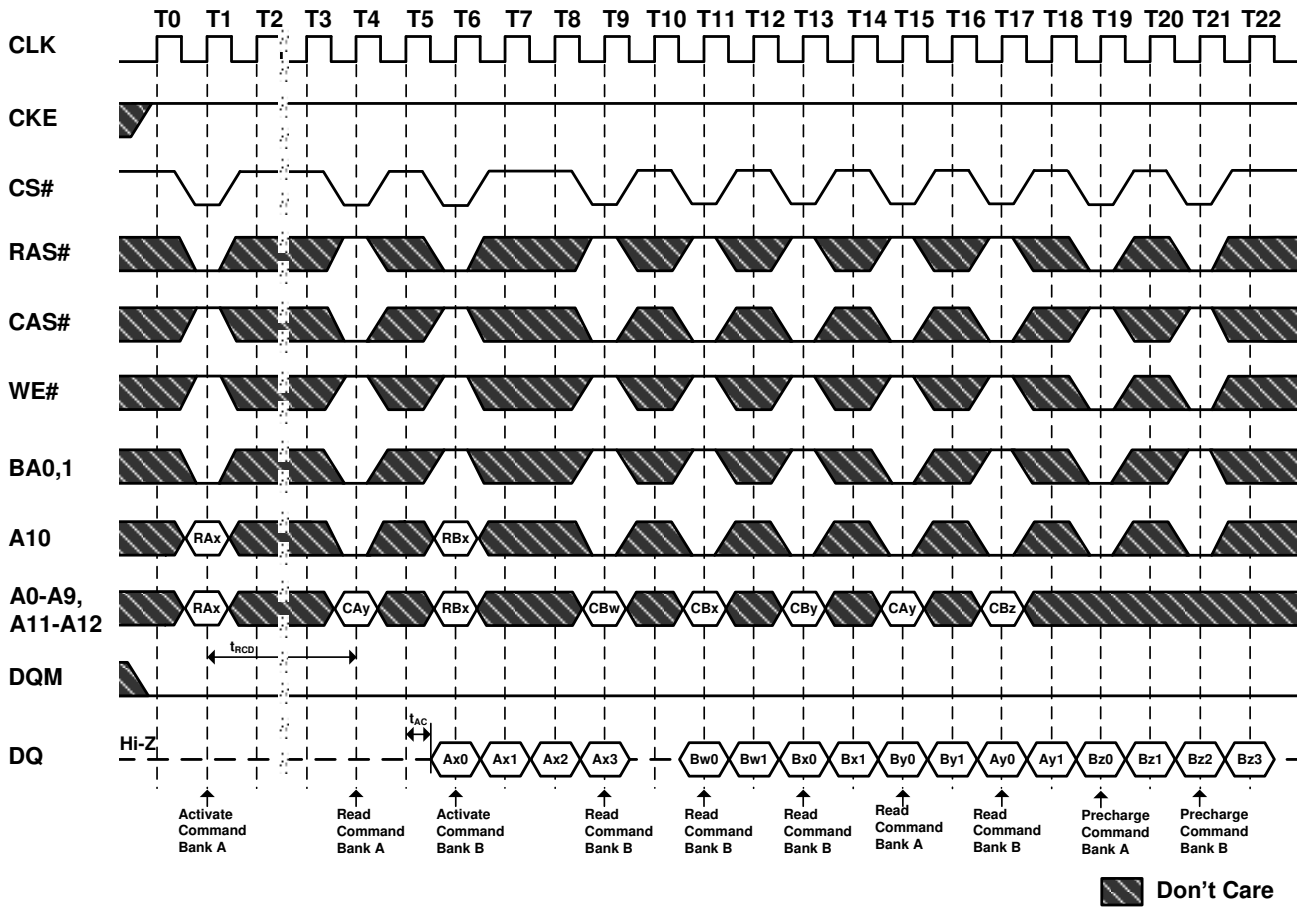 T0 T1 T2 T3 T4 T5 T6 T7 T8 T9 T10 T11 T12 T13 T14 T15 T16 T17 T18 T19 T20 T21 T22
CLK
CKE
CS#
RAS#
CAS#
WE#
BA0,1
A10 RAx RBx
A0-A9,
A11-A12
RAx CAy RBx CBw CBx CBy CAy CBz
tRCD
DQM
tAC
Hi-Z
DQ Ax0 Ax1 Ax2 Ax3 Bw0 Bw1 Bx0 Bx1 By0 By1 Ay0 Ay1 Bz0 Bz1 Bz2 Bz3
Activate
Command
Bank A
Read
Command
Bank A
Activate
Command
Bank B
Read
Command
Bank B
Read
Command
Bank B
Read
Command
Bank B
Read
Command
Bank A
Read
Command
Bank B
Precharge
Command
Bank A
Precharge
Command
Bank B
Don't Care